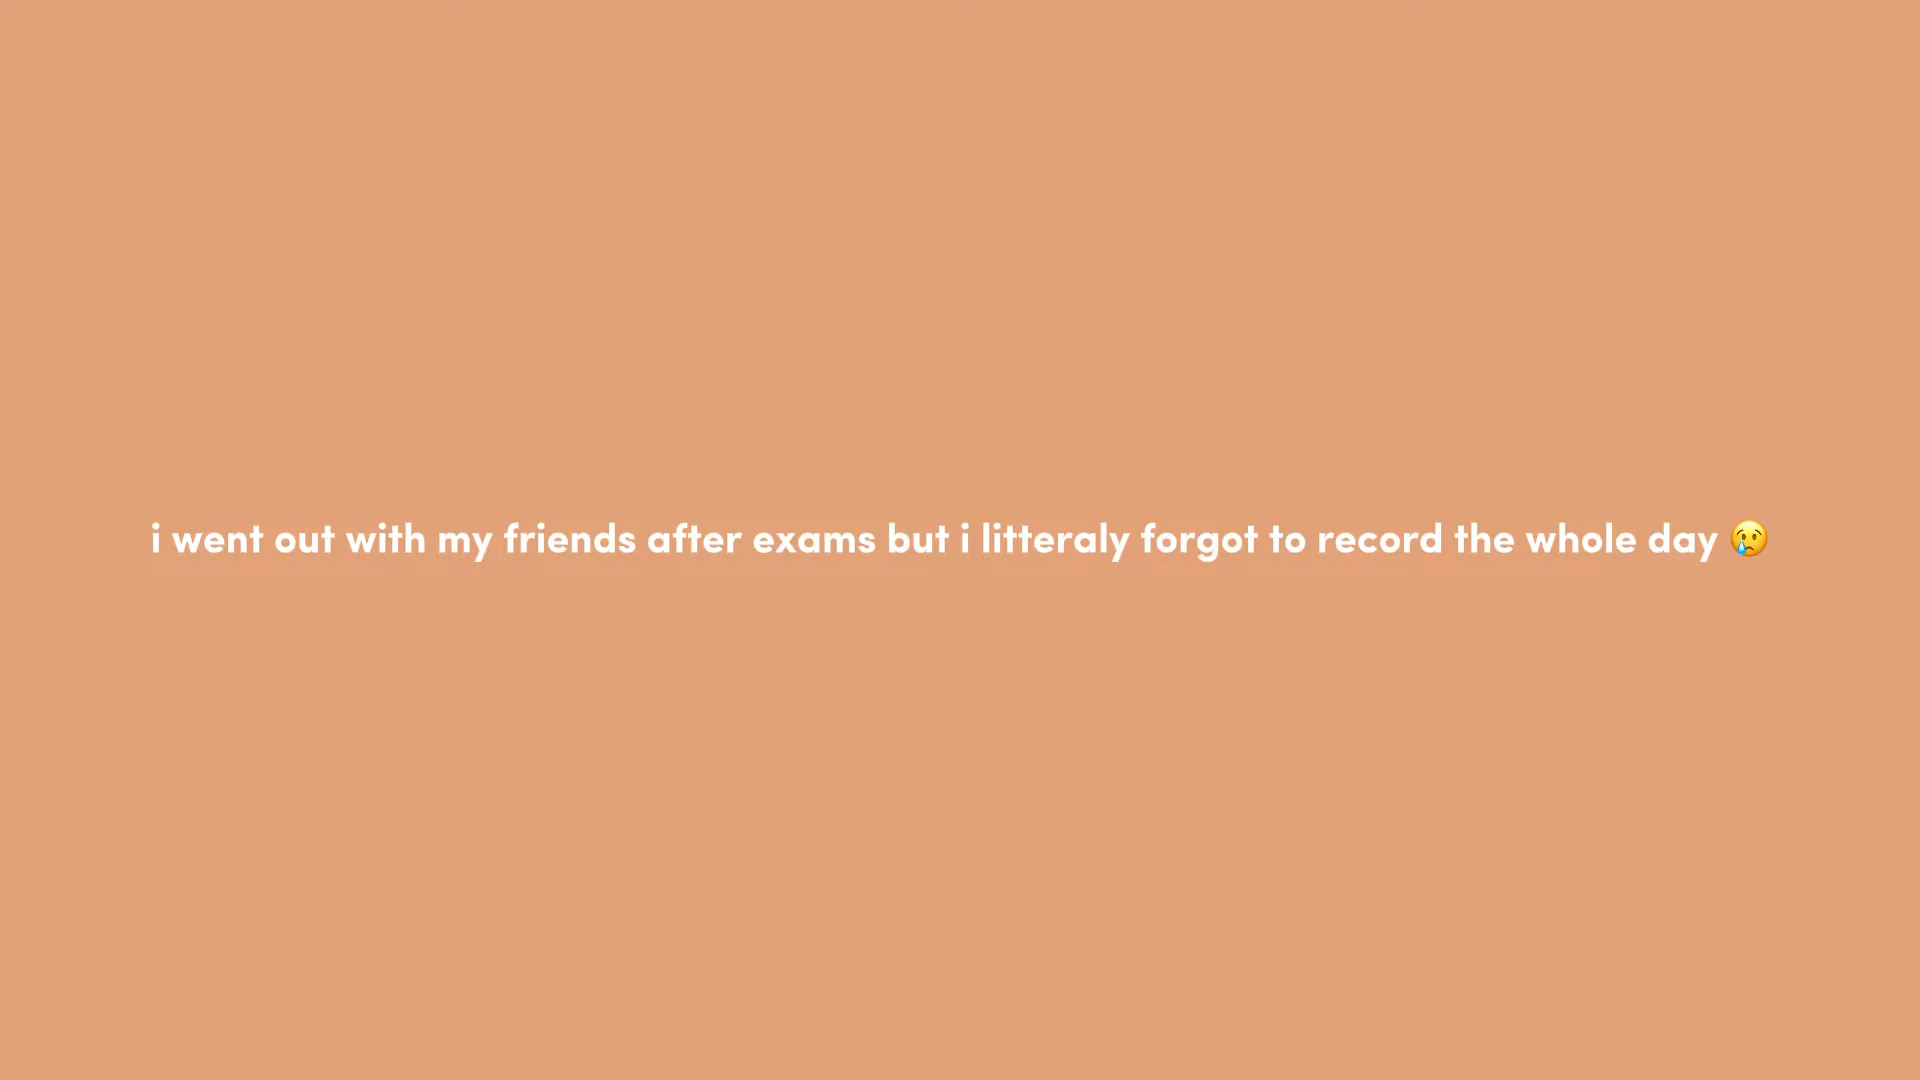 i went out with my friends after exams but i litteraly forgot to record the whole day 😢